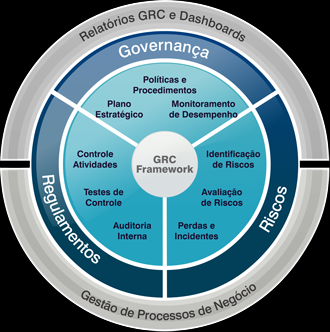 Relatórios GRC e Dashboards
Governança
Políticas e
Procedimentos
Plano
Estratégico
Monitoramento
de Desempenho
Controle
Atividades
GRC
Framework
Identificação
de Riscos
Testes de
Controle
Avaliação
de Riscos
Auditoria
Interna
Perdas e
Incidentes
Regulamentos
Riscos
Gestão de Processos de Negócio